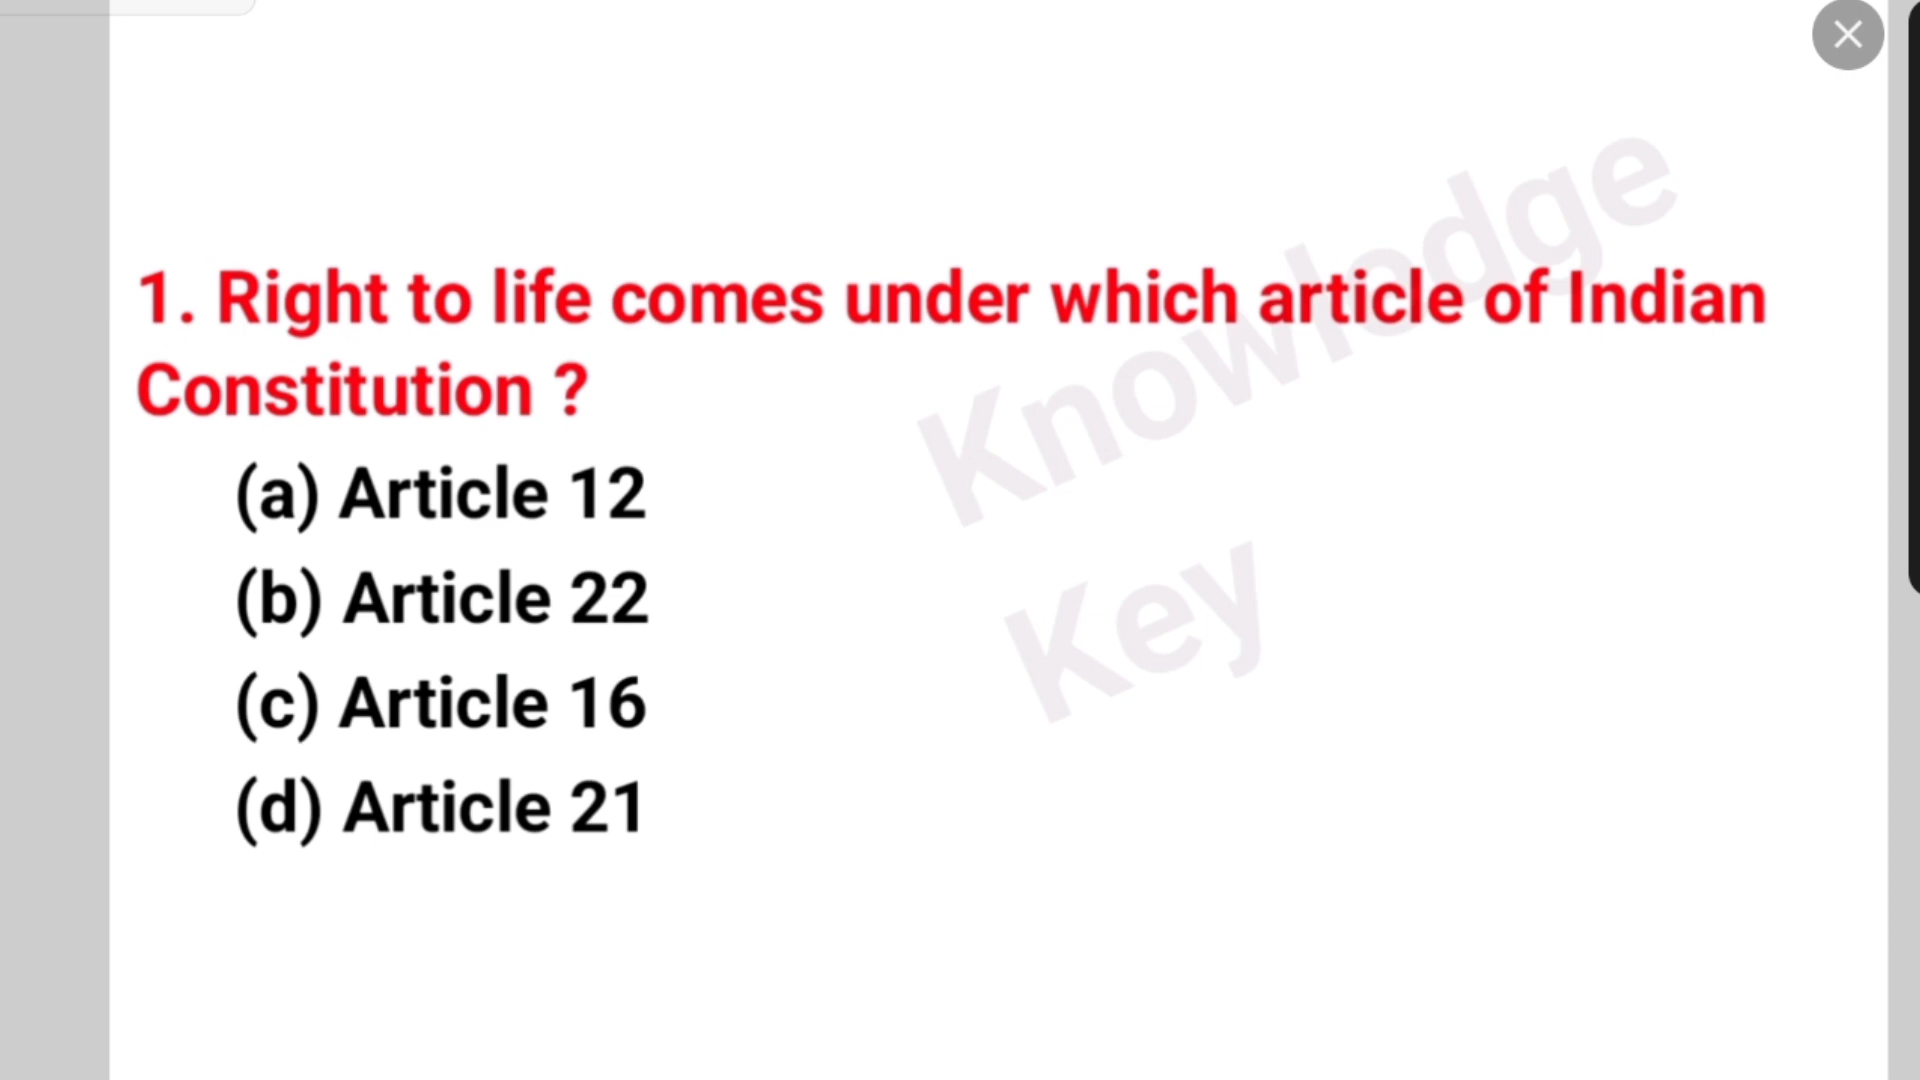 1. Right to life comes under which article of Indian
Constitution ?
(a) Article 12
(b) Article 22
(c) Article 16
(d) Article 21
Knowledge
Key